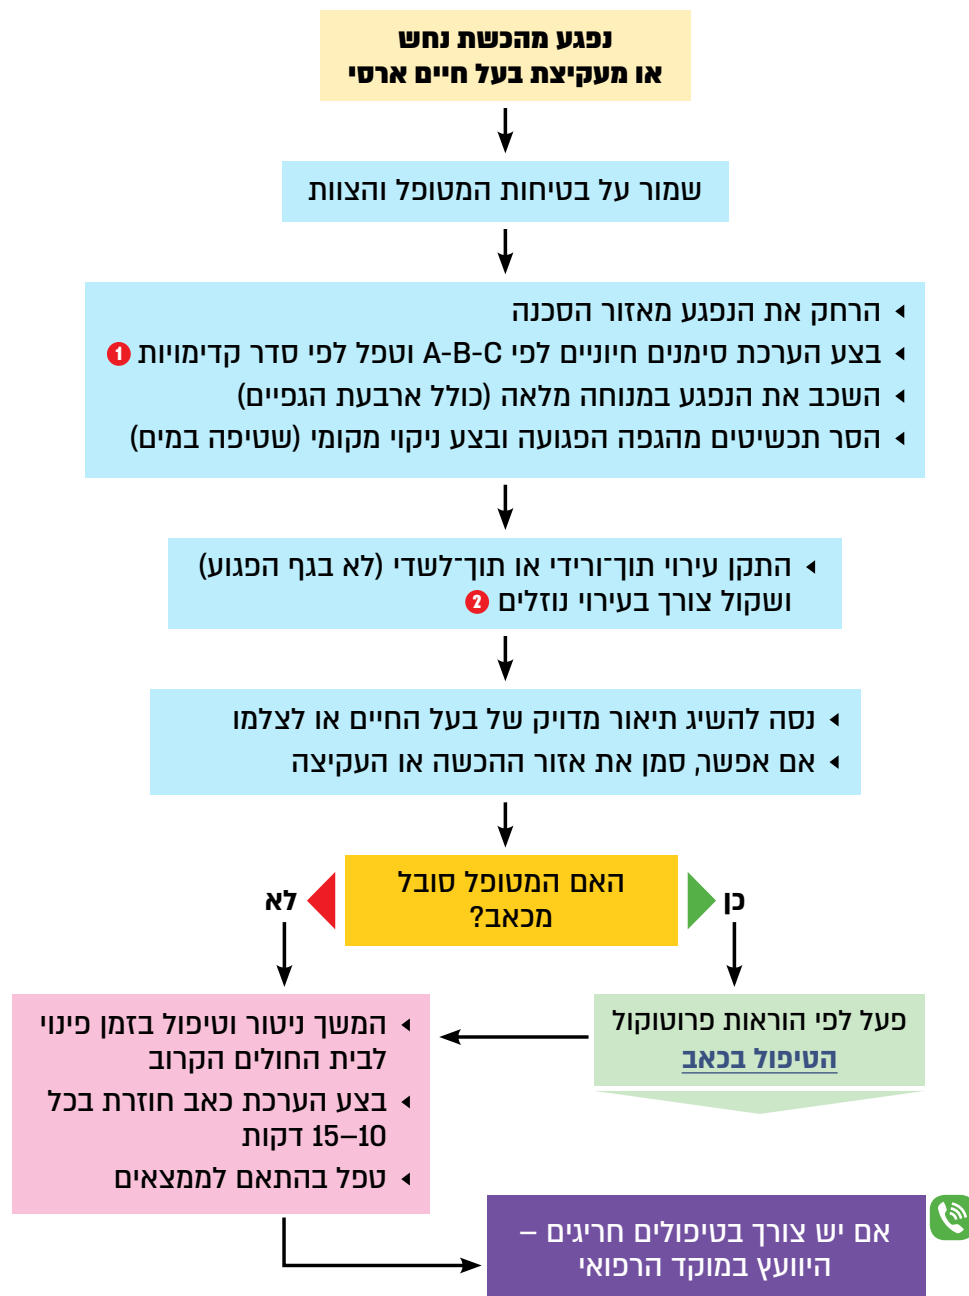 נפגע מהכשת נחש
או מעקיצת בעל חיים ארסי
שמור על בטיחות המטופל והצוות
הרחק את הנפגע מאזור הסכנה
בצע הערכת סימנים חיוניים לפי A-B-C וטפל לפי סדר קדימויות 1
השכב את הנפגע במנוחה מלאה (כולל ארבעת הגפיים)
הסר תכשיטים מהגפה הפגועה ובצע ניקוי מקומי (שטיפה במים)
התקן עירוי תוך־ורידי או תוך־לשדי (לא בגף הפגוע)
ושקול צורך בעירוי נוזלים 2
נסה להשיג תיאור מדויק של בעל החיים או לצלמו
אם אפשר, סמן את אזור ההכשה או העקיצה
האם המטופל סובל
מכאב?
כן
לא
פעל לפי הוראות פרוטוקול
הטיפול בכאב
המשך ניטור וטיפול בזמן פינוי
לבית החולים הקרוב
בצע הערכת כאב חוזרת בכל
10–15 דקות
טפל בהתאם לממצאים
אם יש צורך בטיפולים חריגים –
היוועץ במוקד הרפואי